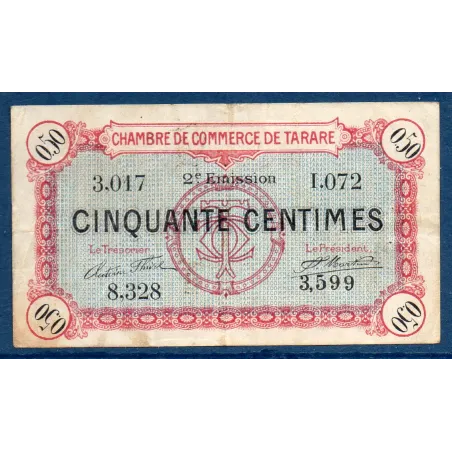 0,50 0,50
CHAMBRE DE COMMERCE DE TARARE
3.017 2e Emission 1.072
CINQUANTE CENTIMES
Le Trésorier, Le Président,
8,328 3,599
0,50 0,50